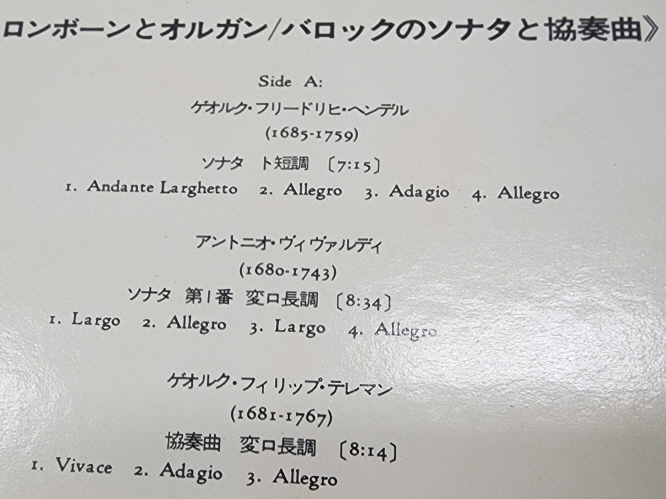 ロンボーンとオルガン/バロックのソナタと協奏曲》
Side A:
ゲオルク・フリードリヒ・ヘンデル
(1685-1759)
ソナタ ト短調 〔7:15〕
1. Andante Larghetto 2. Allegro 3. Adagio 4. Allegro
アントニオ・ヴィヴァルディ
(1680-1743)
ソナタ 第1番 変ロ長調 〔8:34〕
1. Largo 2. Allegro 3. Largo 4. Allegro
ゲオルク・フィリップ・テレマン
(1681-1767)
協奏曲 変ロ長調 〔8:14〕
1. Vivace 2. Adagio 3. Allegro